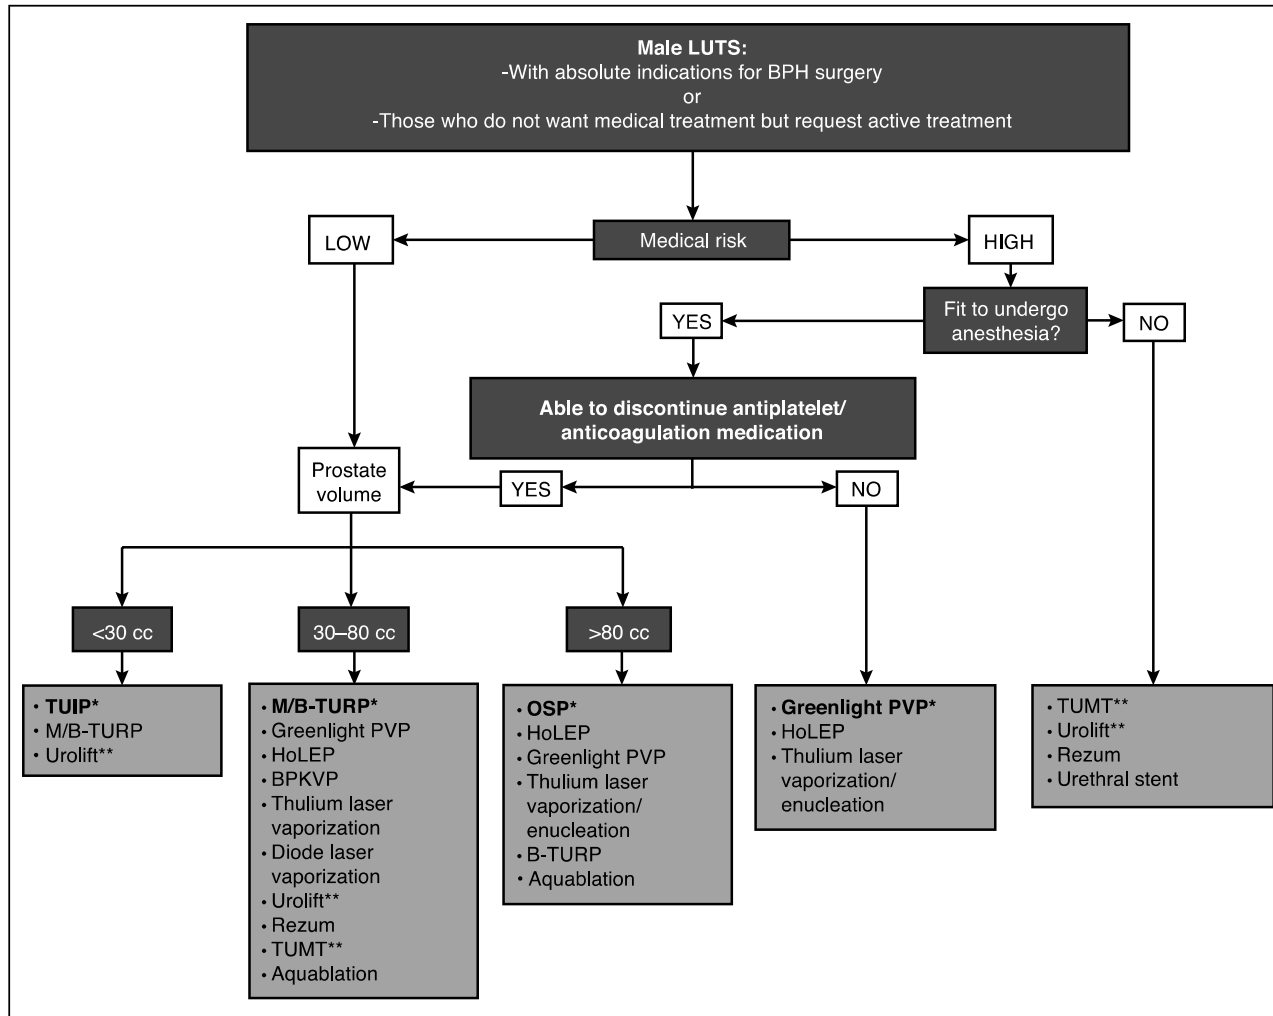 Male LUTS:
-With absolute indications for BPH surgery
or
-Those who do not want medical treatment but request active treatment
LOW
Medical risk
HIGH
Fit to undergo
anesthesia?
YES
NO
Able to discontinue antiplatelet/
anticoagulation medication
Prostate
volume
YES
NO
<30 cc
30–80 cc
>80 cc
• TUIP*
• M/B-TURP
• Urolift**
• M/B-TURP*
• Greenlight PVP
• HoLEP
• BPKVP
• Thulium laser
vaporization
• Diode laser
vaporization
• Urolift**
• Rezum
• TUMT**
• Aquablation
• OSP*
• HoLEP
• Greenlight PVP
• Thulium laser
vaporization/
enucleation
• B-TURP
• Aquablation
• Greenlight PVP*
• HoLEP
• Thulium laser
vaporization/
enucleation
• TUMT**
• Urolift**
• Rezum
• Urethral stent